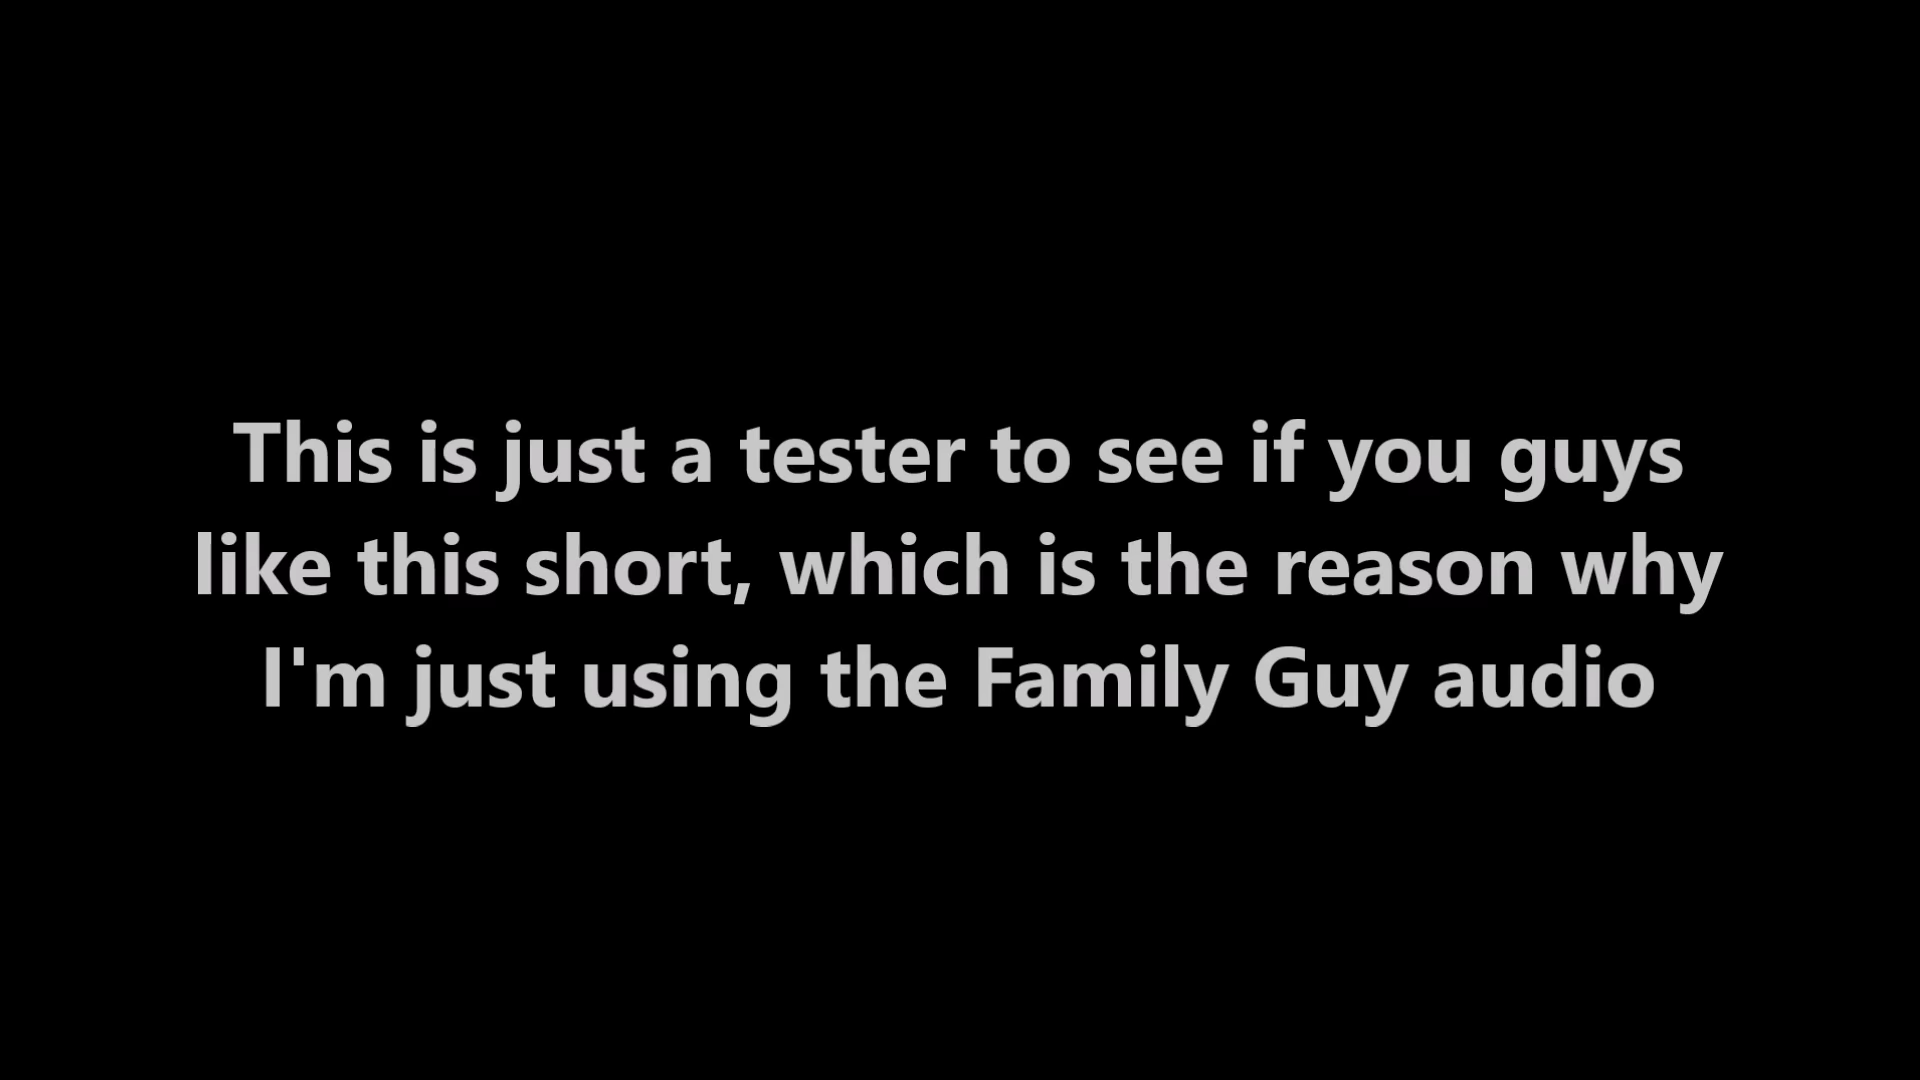 This is just a tester to see if you guys
like this short, which is the reason why
I'm just using the Family Guy audio